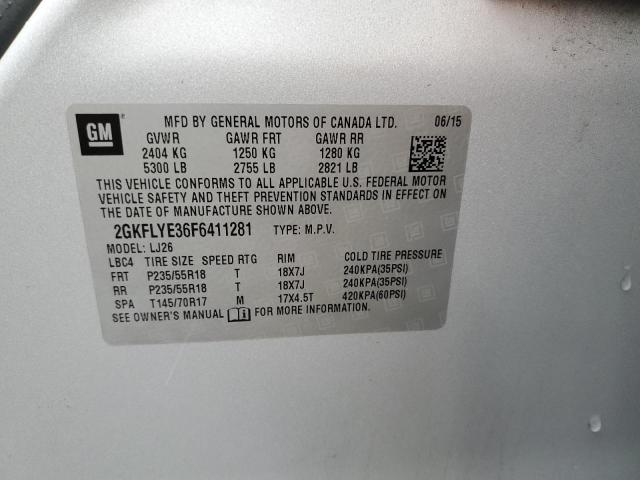 GM
MFD BY GENERAL MOTORS OF CANADA LTD. 06/15
GVWR GAWR FRT GAWR RR
2404 KG 1250 KG 1280 KG
5300 LB 2755 LB 2821 LB
THIS VEHICLE CONFORMS TO ALL APPLICABLE U.S. FEDERAL MOTOR
VEHICLE SAFETY AND THEFT PREVENTION STANDARDS IN EFFECT ON
THE DATE OF MANUFACTURE SHOWN ABOVE.
2GKFLYE36F6411281 TYPE: M.P.V.
MODEL: LJ26
LBC4 TIRE SIZE SPEED RTG RIM COLD TIRE PRESSURE
FRT P235/55R18 T 18X7J 240KPA(35PSI)
RR P235/55R18 T 18X7J 240KPA(35PSI)
SPA T145/70R17 M 17X4.5T 420KPA(60PSI)
SEE OWNER'S MANUAL FOR MORE INFORMATION.